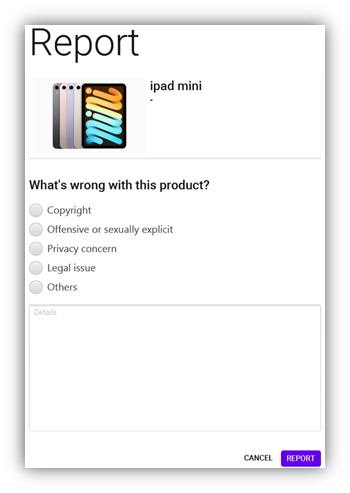 Report
ipad mini
-
What's wrong with this product?
Copyright
Offensive or sexually explicit
Privacy concern
Legal issue
Others
Details
CANCEL REPORT